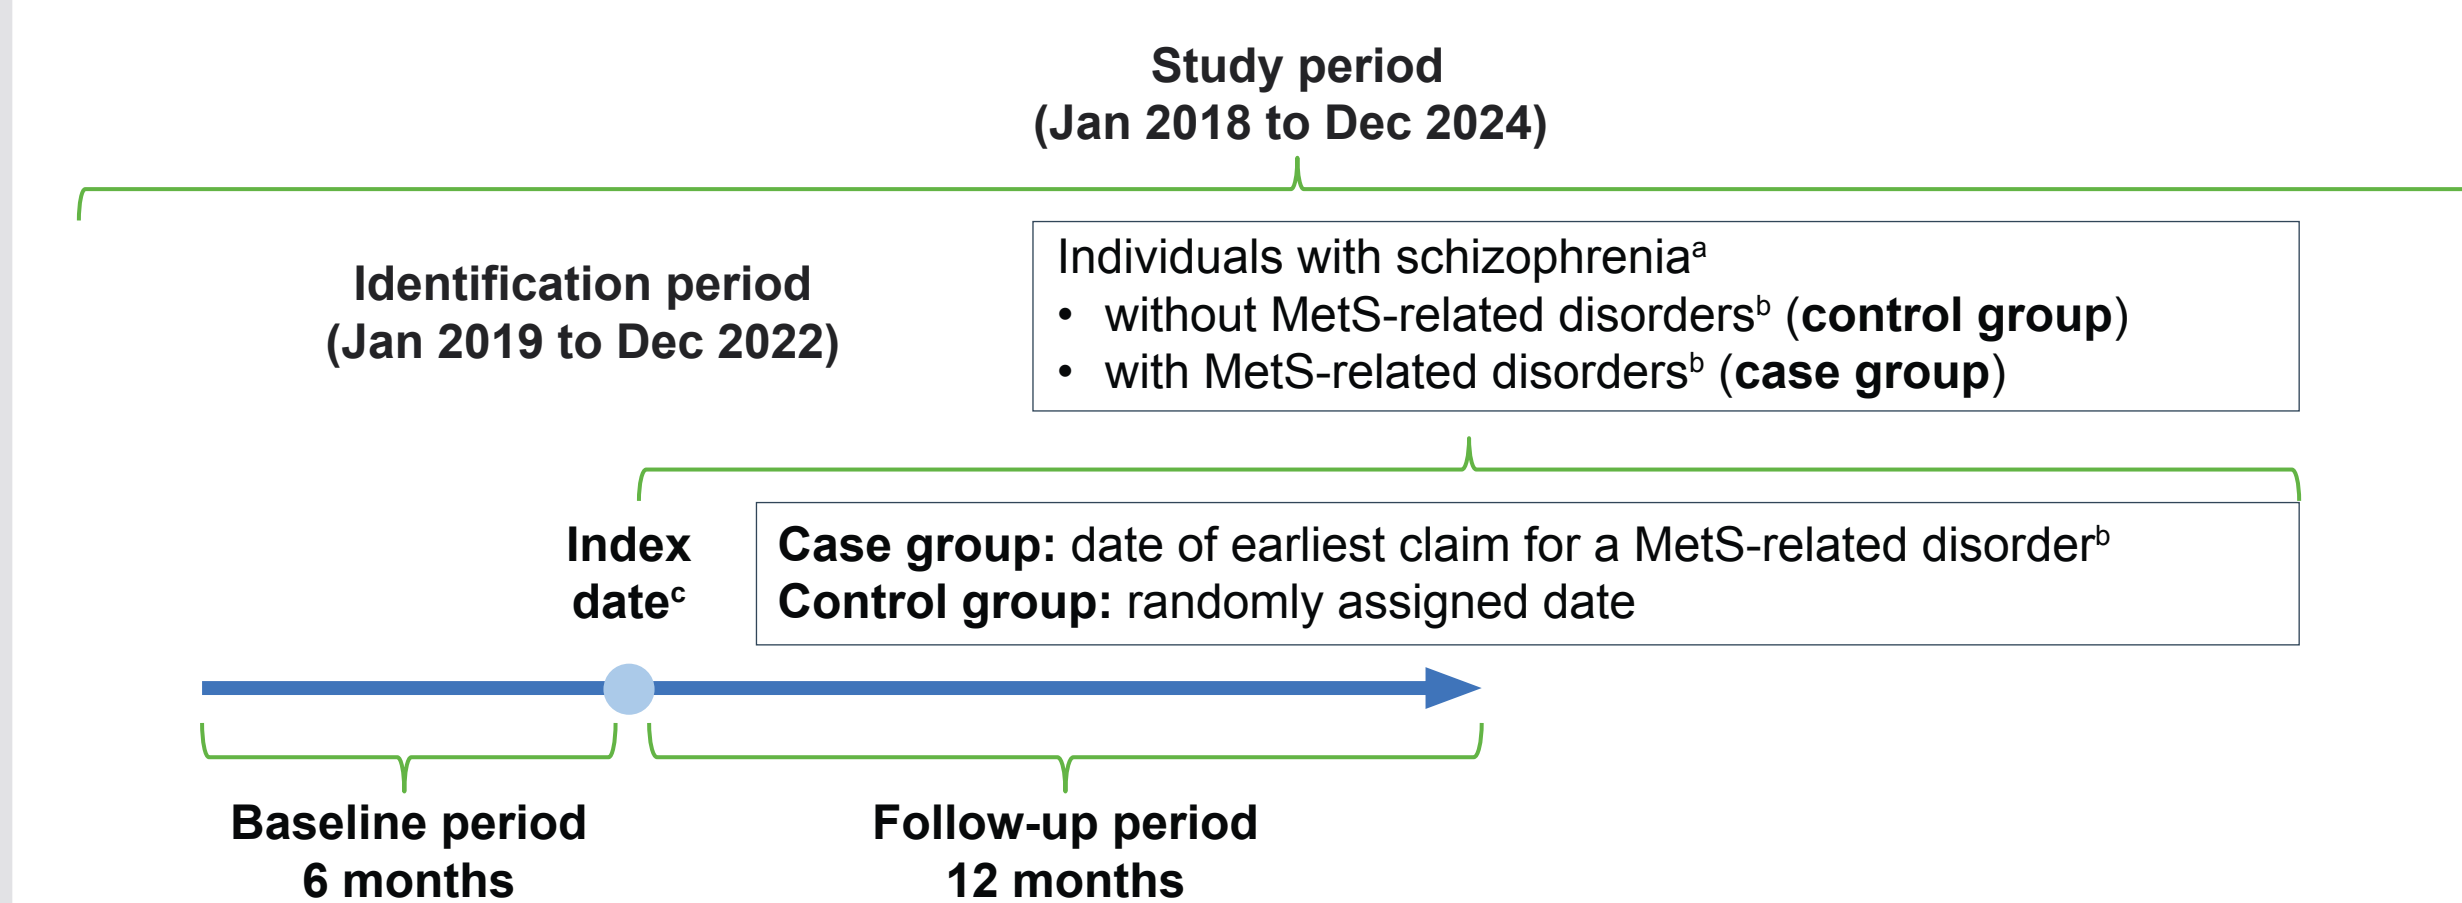 Study period
(Jan 2018 to Dec 2024)
Identification period
(Jan 2019 to Dec 2022)
Individuals with schizophreniaᵃ
• without MetS-related disordersᵇ (control group)
• with MetS-related disordersᵇ (case group)
Index
dateᶜ
Case group: date of earliest claim for a MetS-related disorderᵇ
Control group: randomly assigned date
Baseline period
6 months
Follow-up period
12 months